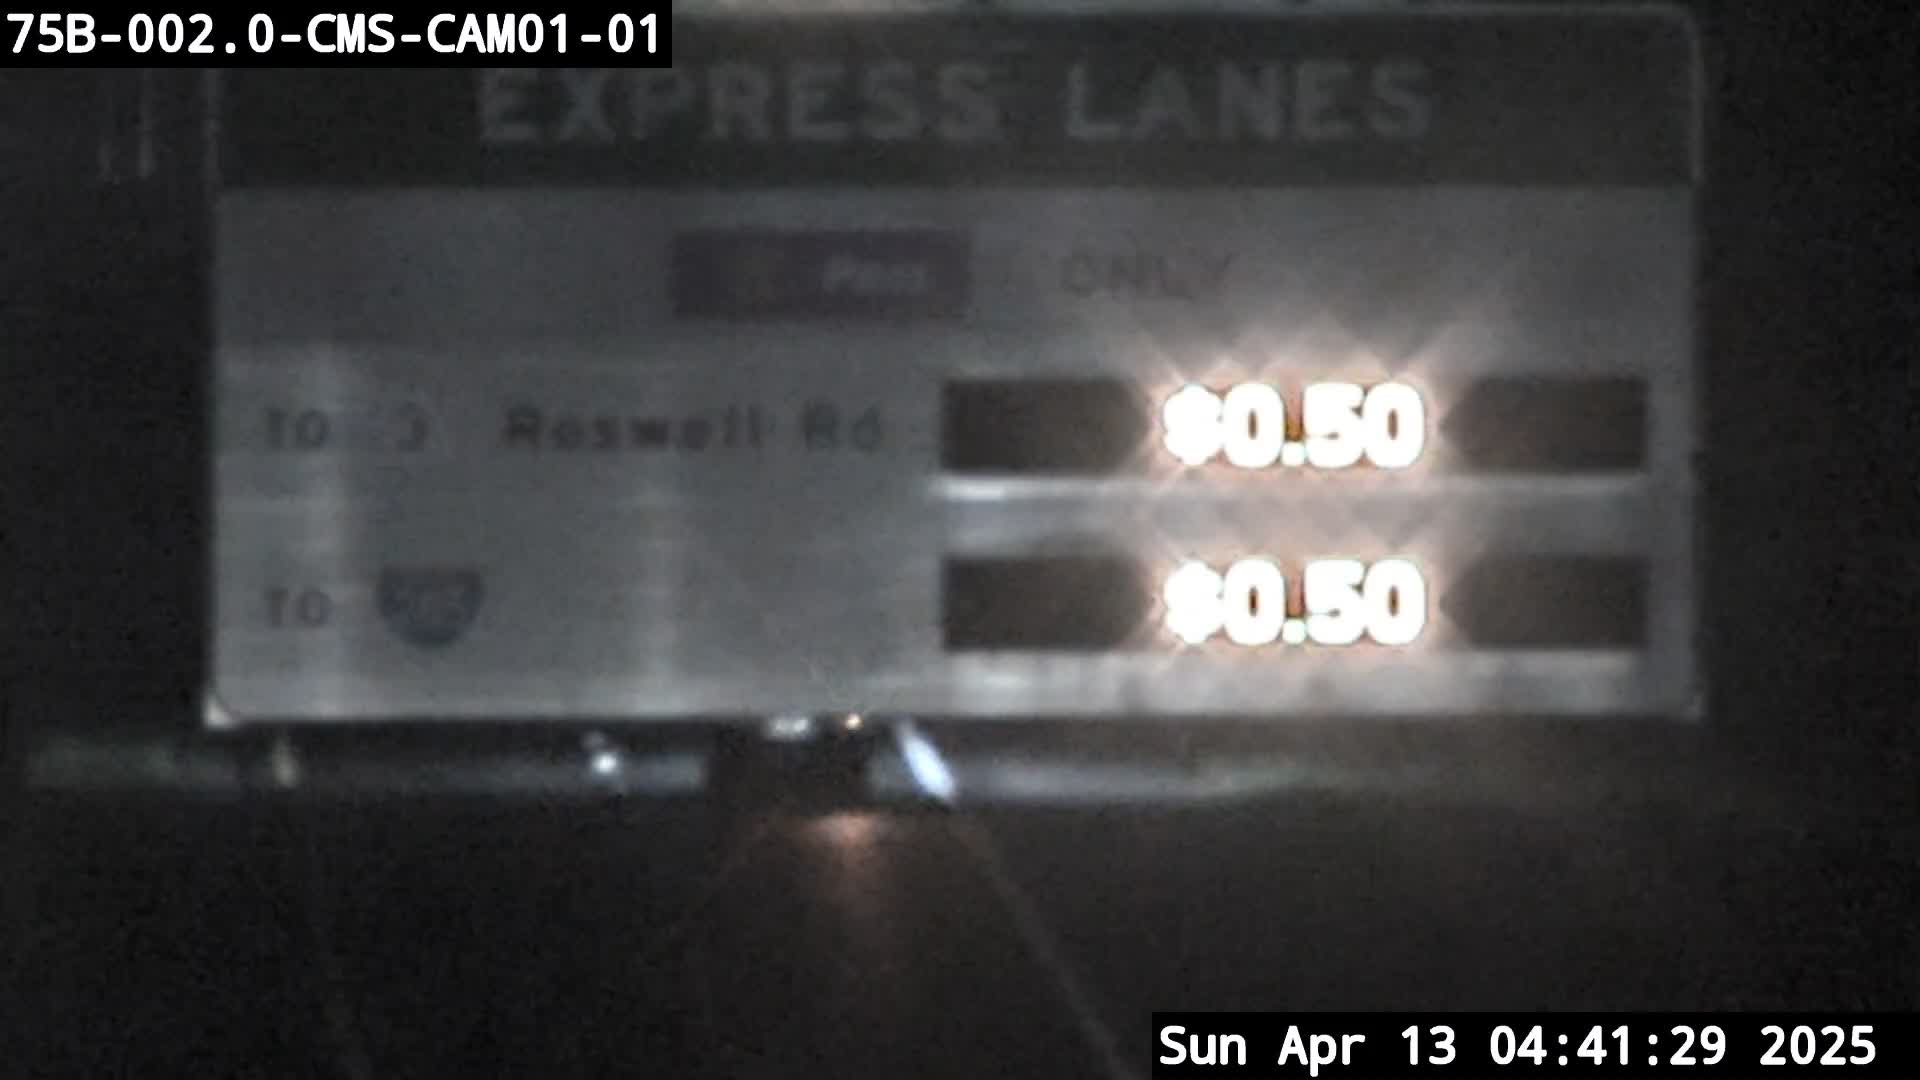 75B-002.0-CMS-CAM01-01
EXPRESS LANES
Pass ONLY
TO Roswell Rd $0.50
TO $0.50
Sun Apr 13 04:41:29 2025